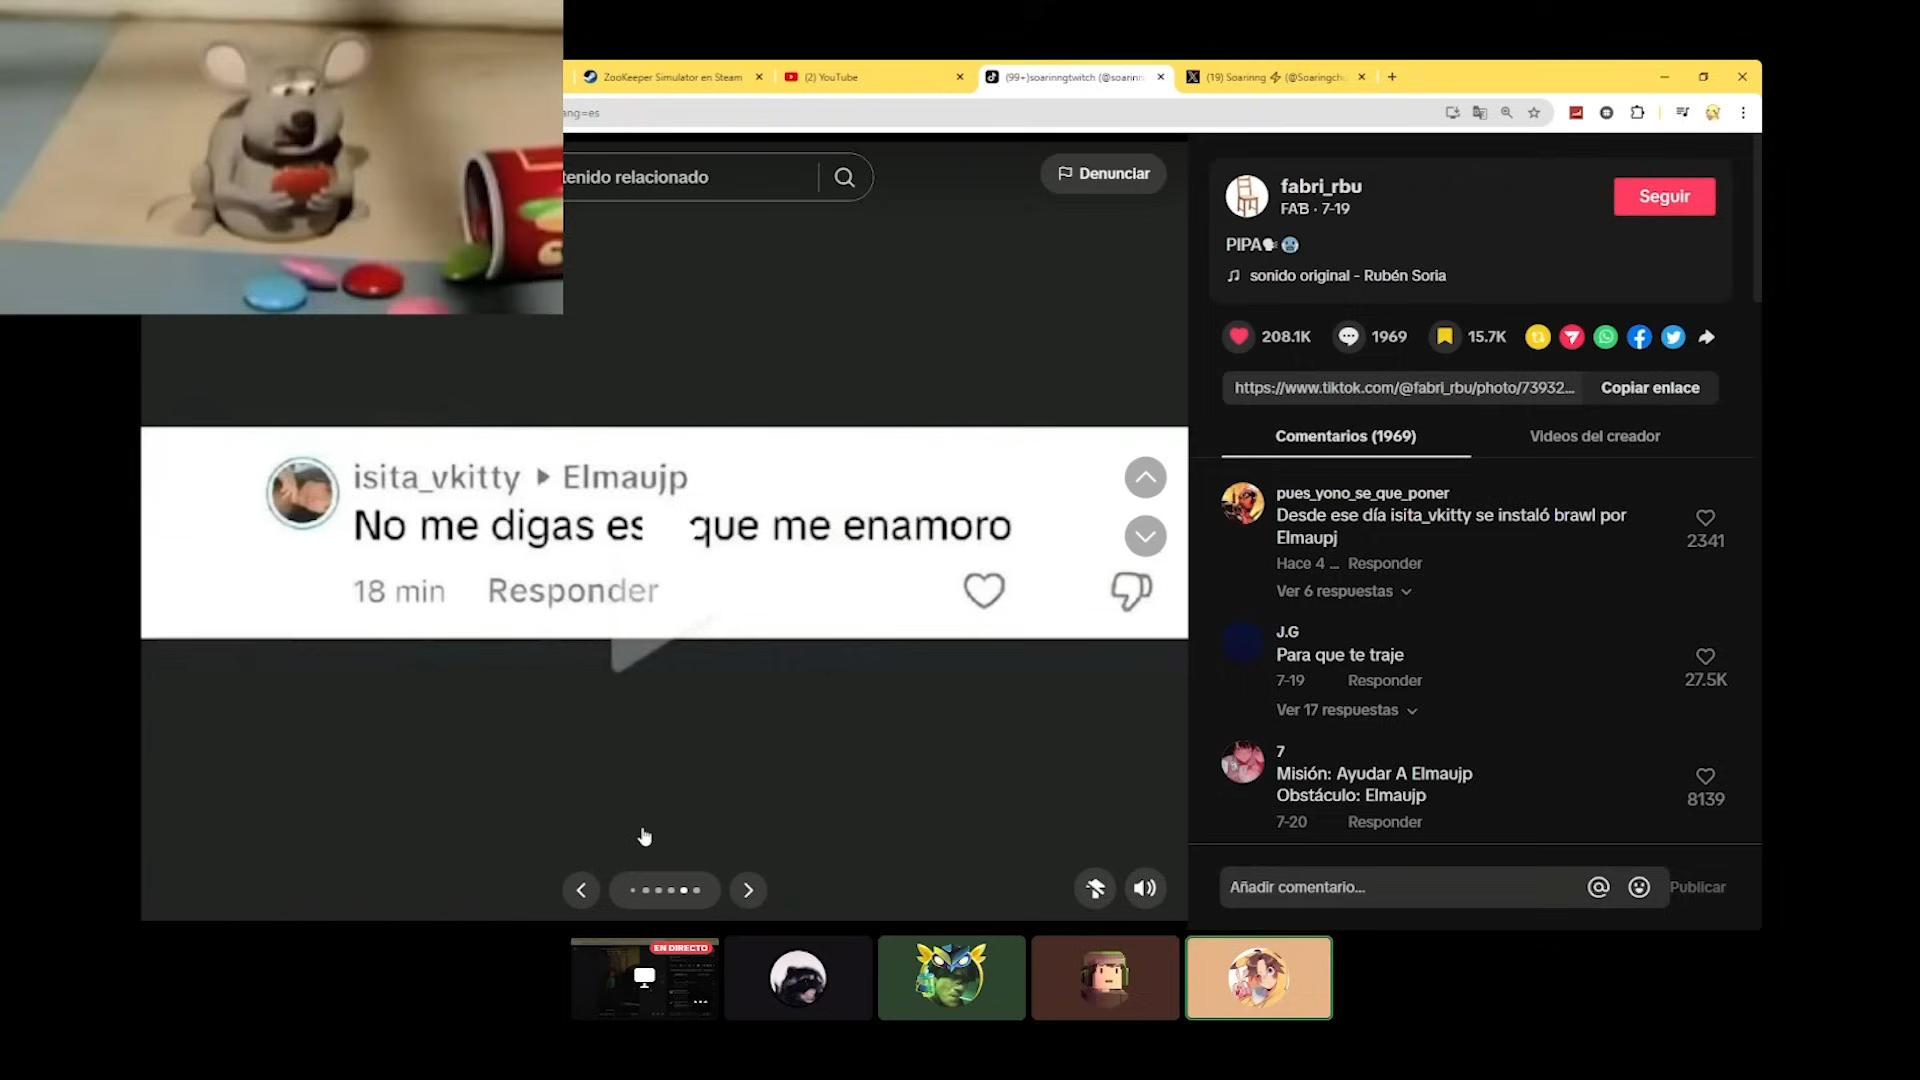 ZooKeeper Simulator en Steam
(2) YouTube
(99+)soarinngtwitch (@soarinn
(19) Soarinng ⚡ (@Soaringch
ang=es
tenido relacionado
Denunciar
isita_vkitty ▸ Elmaujp
No me digas es que me enamoro
18 min Responder
fabri_rbu
FAB · 7-19
Seguir
PIPA🗣🥶
sonido original - Rubén Soria
208.1K 1969 15.7K
https://www.tiktok.com/@fabri_rbu/photo/73932...
Copiar enlace
Comentarios (1969)
Videos del creador
pues_yono_se_que_poner
Desde ese día isita_vkitty se instaló brawl por
Elmaupj
2341
Hace 4 ... Responder
Ver 6 respuestas
J.G
Para que te traje
27.5K
7-19 Responder
Ver 17 respuestas
7
Misión: Ayudar A Elmaujp
Obstáculo: Elmaujp
8139
7-20 Responder
Añadir comentario...
Publicar
EN DIRECTO